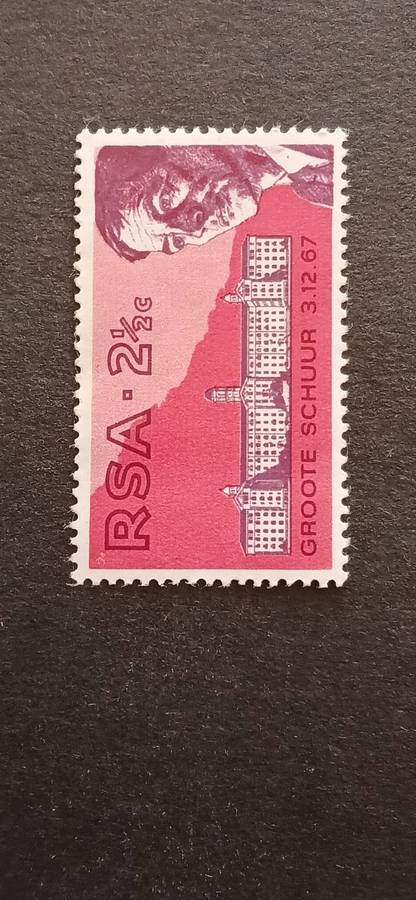 RSA · 2½c
GROOTE SCHUUR 3.12.67